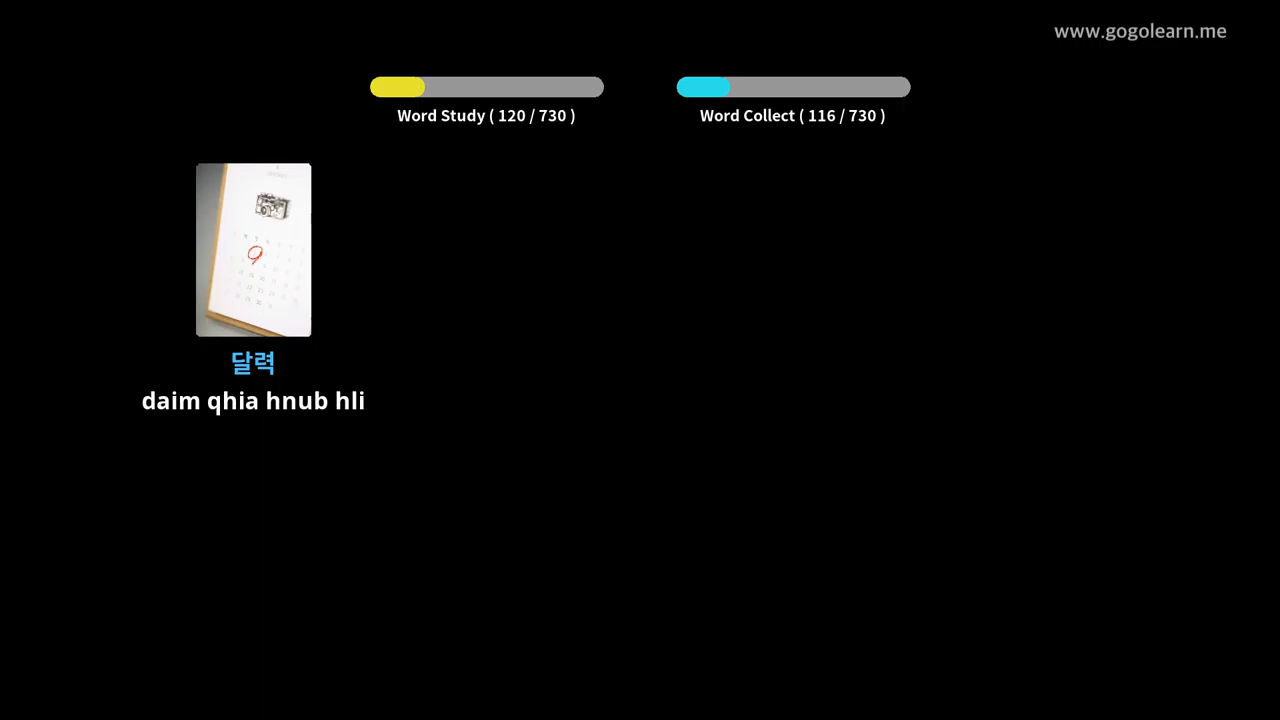 www.gogolearn.me
Word Study ( 120 / 730 )
Word Collect ( 116 / 730 )
달력
daim qhia hnub hli